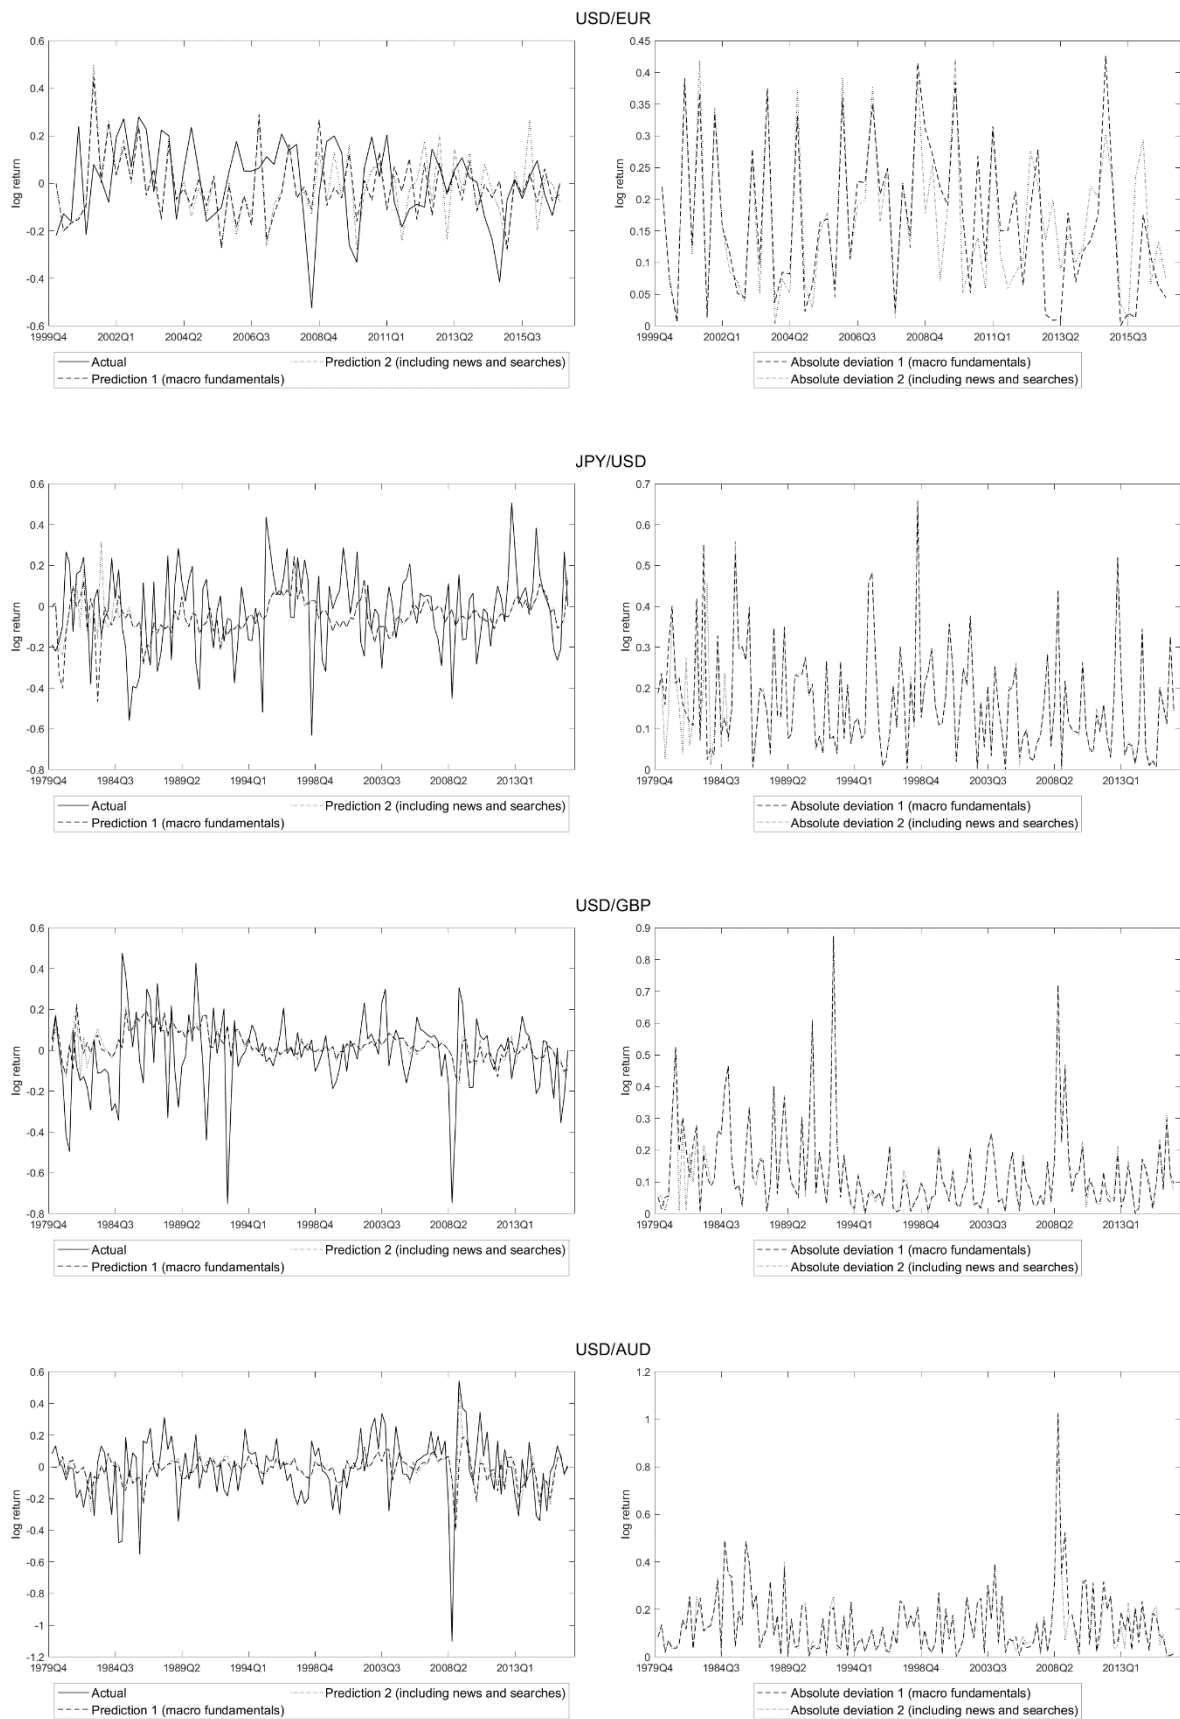 USD/EUR
0.6
0.4
0.2
0
-0.2
-0.4
-0.6
log return
1999Q4 2002Q1 2004Q2 2006Q3 2008Q4 2011Q1 2013Q2 2015Q3
Actual
Prediction 1 (macro fundamentals)
Prediction 2 (including news and searches)
0.45
0.4
0.35
0.3
0.25
0.2
0.15
0.1
0.05
0
log return
1999Q4 2002Q1 2004Q2 2006Q3 2008Q4 2011Q1 2013Q2 2015Q3
Absolute deviation 1 (macro fundamentals)
Absolute deviation 2 (including news and searches)
JPY/USD
0.6
0.4
0.2
0
-0.2
-0.4
-0.6
-0.8
log return
1979Q4 1984Q3 1989Q2 1994Q1 1998Q4 2003Q3 2008Q2 2013Q1
Actual
Prediction 1 (macro fundamentals)
Prediction 2 (including news and searches)
0.7
0.6
0.5
0.4
0.3
0.2
0.1
0
log return
1979Q4 1984Q3 1989Q2 1994Q1 1998Q4 2003Q3 2008Q2 2013Q1
Absolute deviation 1 (macro fundamentals)
Absolute deviation 2 (including news and searches)
USD/GBP
0.6
0.4
0.2
0
-0.2
-0.4
-0.6
-0.8
log return
1979Q4 1984Q3 1989Q2 1994Q1 1998Q4 2003Q3 2008Q2 2013Q1
Actual
Prediction 1 (macro fundamentals)
Prediction 2 (including news and searches)
0.9
0.8
0.7
0.6
0.5
0.4
0.3
0.2
0.1
0
log return
1979Q4 1984Q3 1989Q2 1994Q1 1998Q4 2003Q3 2008Q2 2013Q1
Absolute deviation 1 (macro fundamentals)
Absolute deviation 2 (including news and searches)
USD/AUD
0.6
0.4
0.2
0
-0.2
-0.4
-0.6
-0.8
-1
-1.2
log return
1979Q4 1984Q3 1989Q2 1994Q1 1998Q4 2003Q3 2008Q2 2013Q1
Actual
Prediction 1 (macro fundamentals)
Prediction 2 (including news and searches)
1.2
1
0.8
0.6
0.4
0.2
0
log return
1979Q4 1984Q3 1989Q2 1994Q1 1998Q4 2003Q3 2008Q2 2013Q1
Absolute deviation 1 (macro fundamentals)
Absolute deviation 2 (including news and searches)